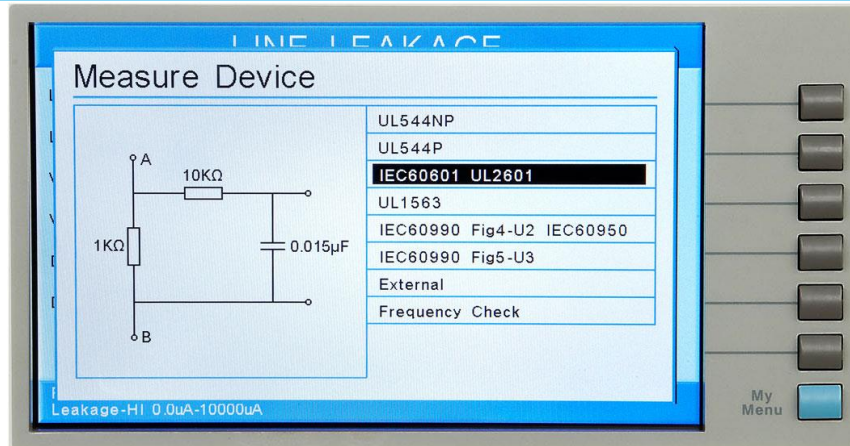 LINE LEAKAGE
Measure Device
UL544NP
UL544P
IEC60601 UL2601
UL1563
IEC60990 Fig4-U2 IEC60950
IEC60990 Fig5-U3
External
Frequency Check
A
10KΩ
1KΩ
0.015µF
B
Leakage-HI 0.0uA-10000uA
My
Menu